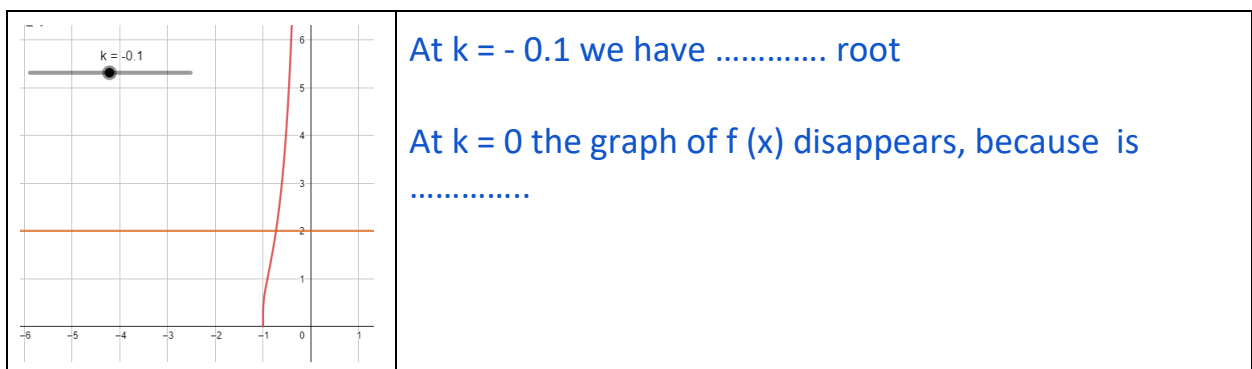 k = -0.1
6
5
4
3
2
1
-6 -5 -4 -3 -2 -1 0 1
At k = - 0.1 we have …………. root
At k = 0 the graph of f (x) disappears, because is
…………..